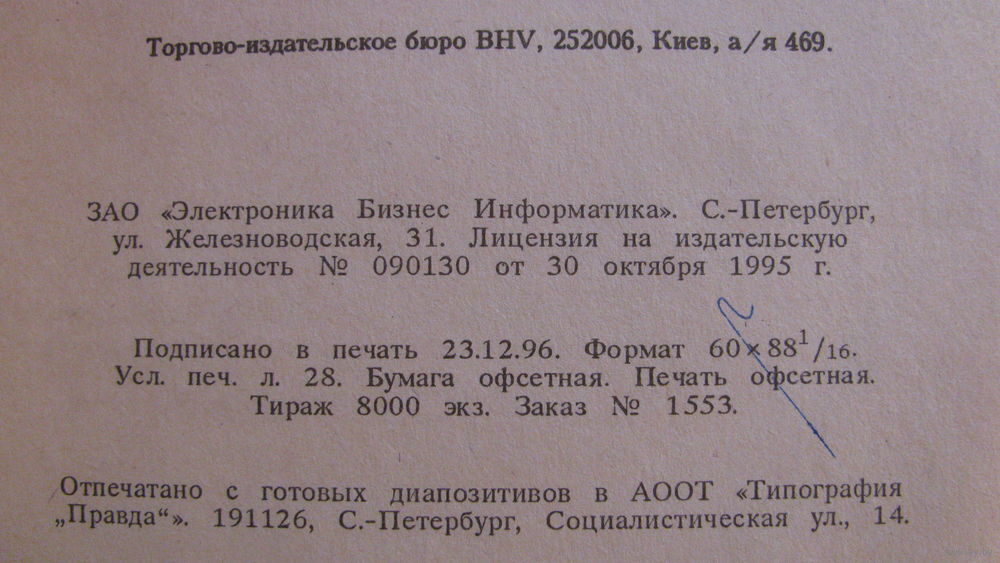 Торгово-издательское бюро BHV, 252006, Киев, а/я 469.
ЗАО «Электроника Бизнес Информатика». С.-Петербург,
ул. Железноводская, 31. Лицензия на издательскую
деятельность № 090130 от 30 октября 1995 г.
Подписано в печать 23.12.96. Формат 60×88¹/16.
Усл. печ. л. 28. Бумага офсетная. Печать офсетная.
Тираж 8000 экз. Заказ № 1553.
Отпечатано с готовых диапозитивов в АООТ «Типография
„Правда“». 191126, С.-Петербург, Социалистическая ул., 14.